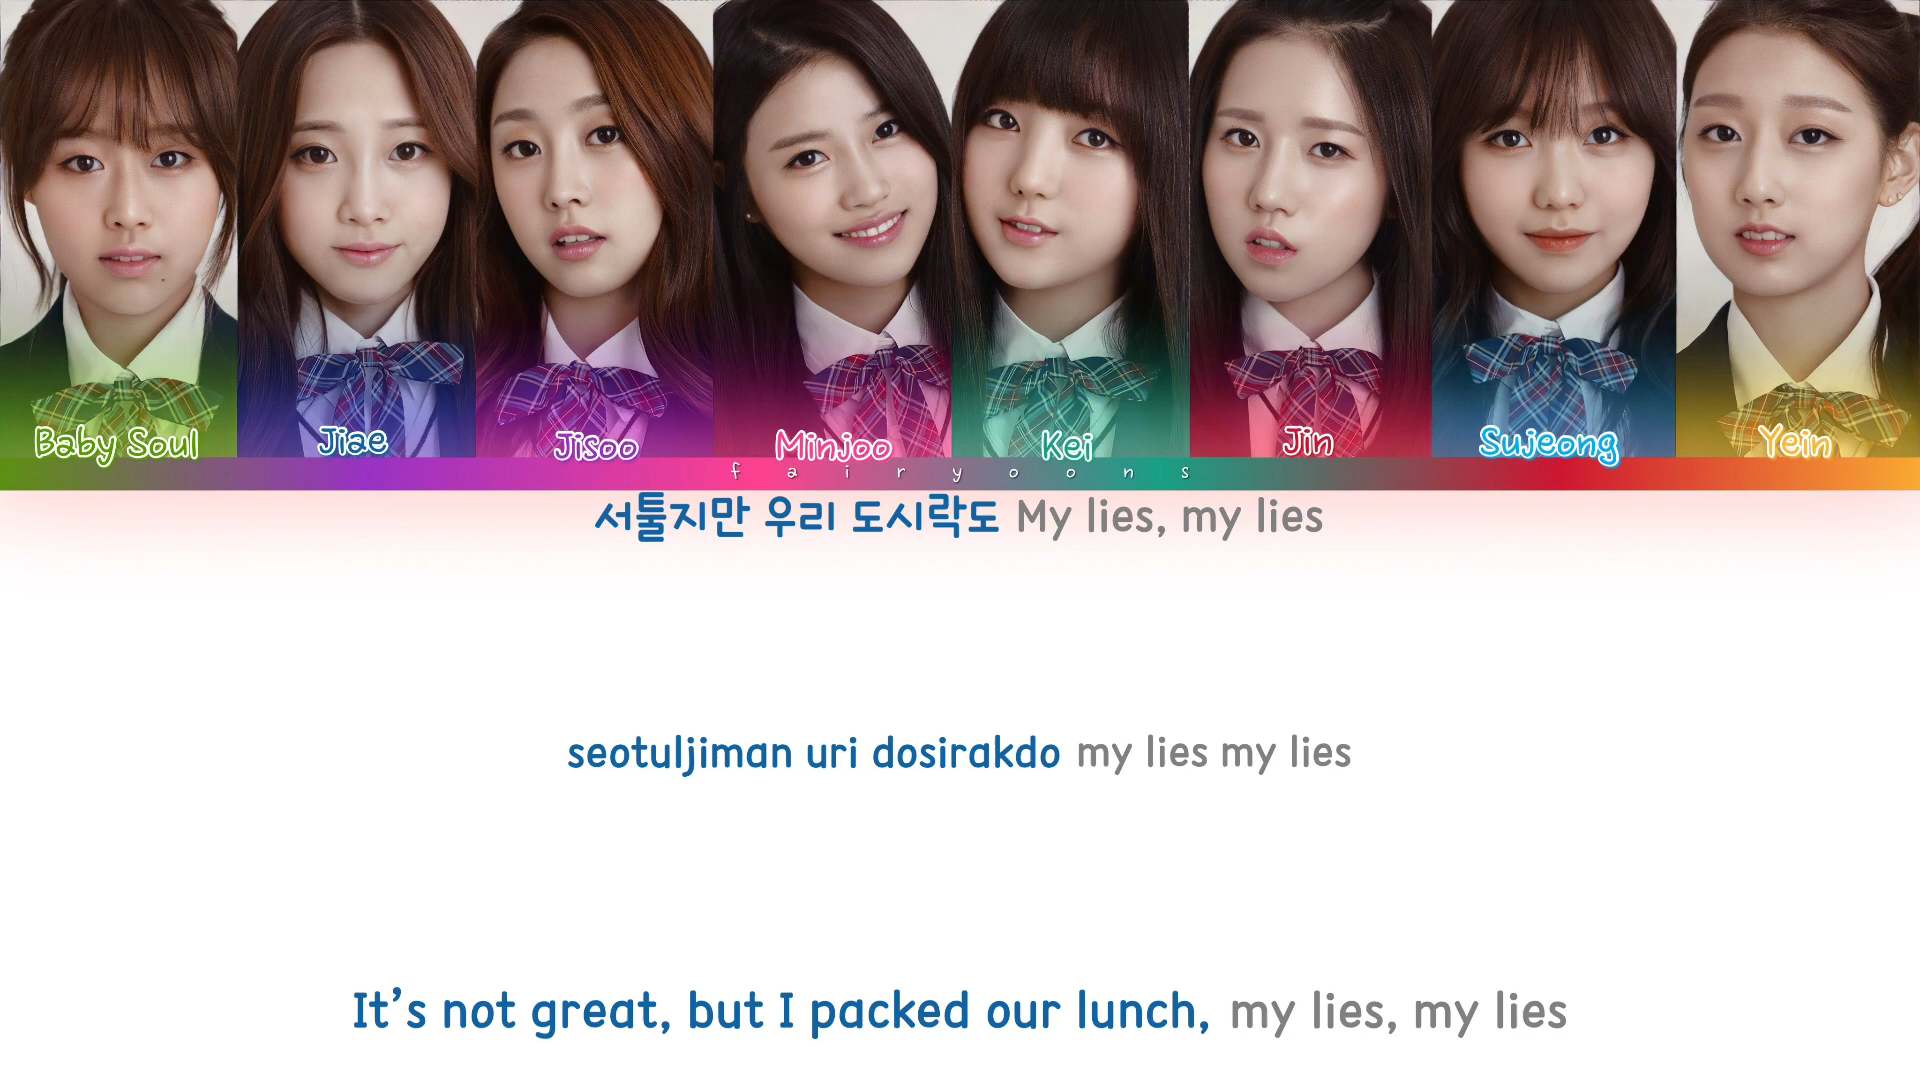 Baby Soul
Jiae
Jisoo
Minjoo
Kei
Jin
Sujeong
Yein
fairyoons
서툴지만 우리 도시락도 My lies, my lies
seotuljiman uri dosirakdo my lies my lies
It's not great, but I packed our lunch, my lies, my lies